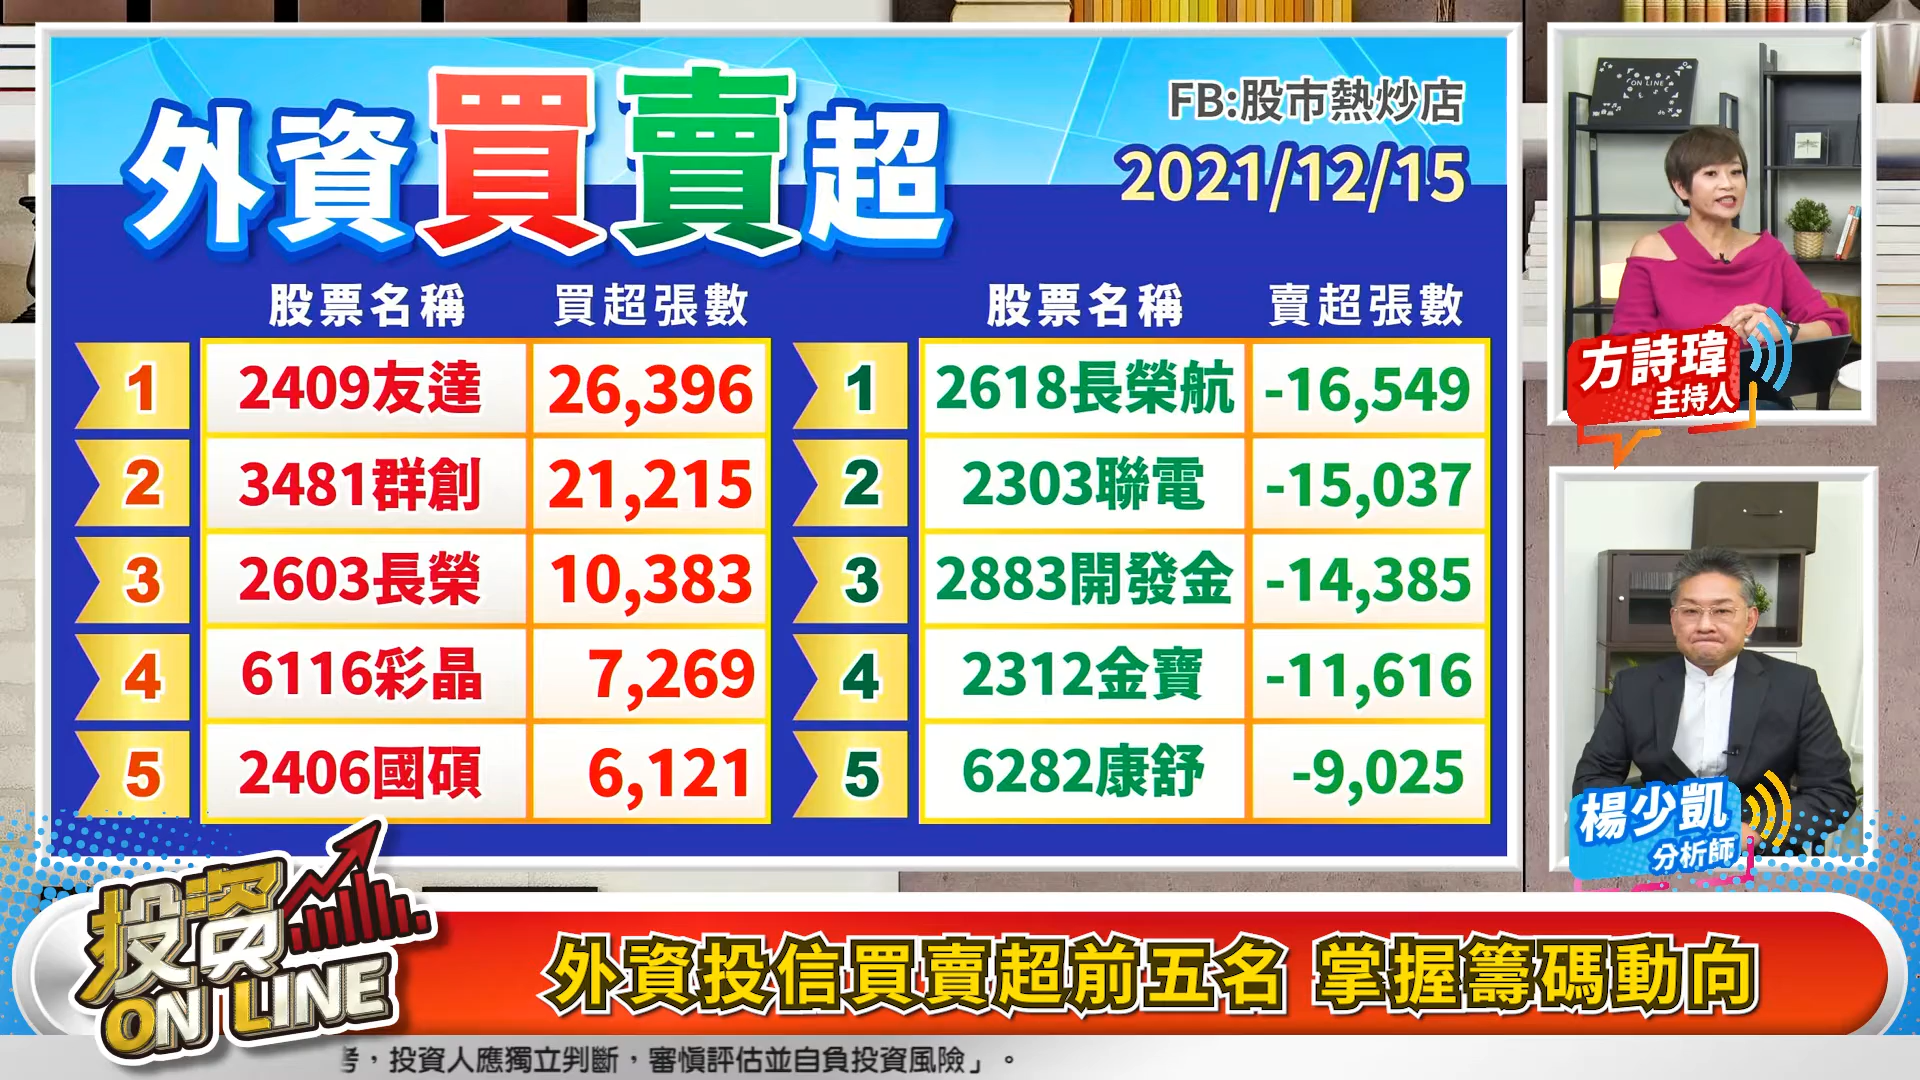 外資買賣超
FB:股市熱炒店
2021/12/15
股票名稱 買超張數
1 2409友達 26,396
2 3481群創 21,215
3 2603長榮 10,383
4 6116彩晶 7,269
5 2406國碩 6,121
股票名稱 賣超張數
1 2618長榮航 -16,549
2 2303聯電 -15,037
3 2883開發金 -14,385
4 2312金寶 -11,616
5 6282康舒 -9,025
ON LINE
方詩瑋
主持人
楊少凱
分析師
投資
ON LINE
外資投信買賣超前五名 掌握籌碼動向
考，投資人應獨立判斷，審慎評估並自負投資風險」。